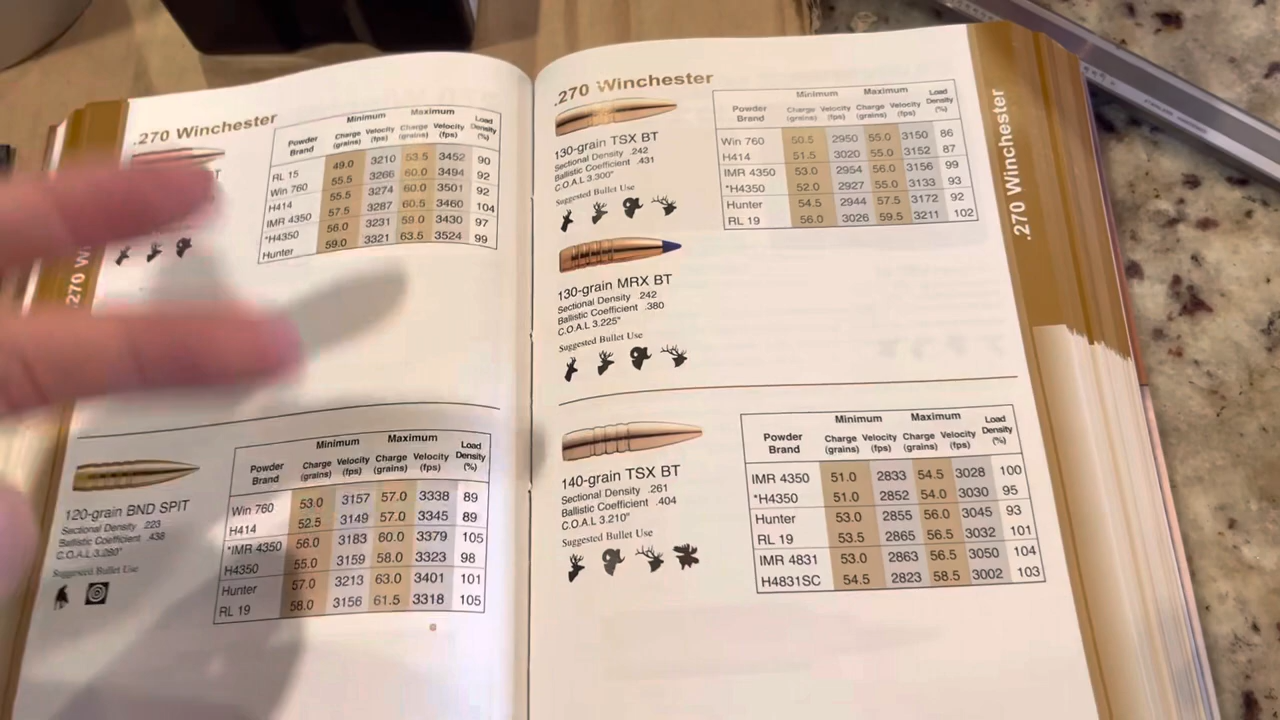 .270 Winchester
Minimum Maximum
Powder Brand Charge (grains) Velocity (fps) Charge (grains) Velocity (fps) Load Density (%)
RL 15 49.0 3210 53.5 3452 90
Win 760 55.5 3266 60.0 3494 92
H414 55.5 3274 60.0 3501 92
IMR 4350 57.5 3287 60.5 3460 104
*H4350 56.0 3231 59.0 3430 97
Hunter 59.0 3321 63.5 3524 99
120-grain BND SPIT
Sectional Density .223
Ballistic Coefficient .438
C.O.A.L 3.280"
Suggested Bullet Use
Minimum Maximum
Powder Brand Charge (grains) Velocity (fps) Charge (grains) Velocity (fps) Load Density (%)
Win 760 53.0 3157 57.0 3338 89
H414 52.5 3149 57.0 3345 89
*IMR 4350 56.0 3183 60.0 3379 105
H4350 55.0 3159 58.0 3323 98
Hunter 57.0 3213 63.0 3401 101
RL 19 58.0 3156 61.5 3318 105
.270 Winchester
130-grain TSX BT
Sectional Density .242
Ballistic Coefficient .431
C.O.A.L 3.300"
Suggested Bullet Use
Minimum Maximum
Powder Brand Charge (grains) Velocity (fps) Charge (grains) Velocity (fps) Load Density (%)
Win 760 50.5 2950 55.0 3150 86
H414 51.5 3020 55.0 3152 87
IMR 4350 53.0 2954 56.0 3156 99
*H4350 52.0 2927 55.0 3133 93
Hunter 54.5 2944 57.5 3172 92
RL 19 56.0 3026 59.5 3211 102
130-grain MRX BT
Sectional Density .242
Ballistic Coefficient .380
C.O.A.L 3.225"
Suggested Bullet Use
140-grain TSX BT
Sectional Density .261
Ballistic Coefficient .404
C.O.A.L 3.210"
Suggested Bullet Use
Minimum Maximum
Powder Brand Charge (grains) Velocity (fps) Charge (grains) Velocity (fps) Load Density (%)
IMR 4350 51.0 2833 54.5 3028 100
*H4350 51.0 2852 54.0 3030 95
Hunter 53.0 2855 56.0 3045 93
RL 19 53.5 2865 56.5 3032 101
IMR 4831 53.0 2863 56.5 3050 104
H4831SC 54.5 2823 58.5 3002 103
.270 Winchester